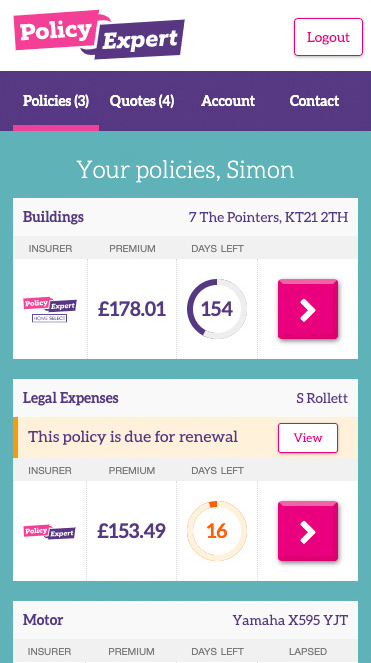 Policy Expert
Logout
Policies (3) Quotes (4) Account Contact
Your policies, Simon
Buildings 7 The Pointers, KT21 2TH
INSURER PREMIUM DAYS LEFT
Policy Expert
HOME SELECT
£178.01 154
Legal Expenses S Rollett
This policy is due for renewal View
INSURER PREMIUM DAYS LEFT
Policy Expert £153.49 16
Motor Yamaha X595 YJT
INSURER PREMIUM DAYS LEFT LAPSED